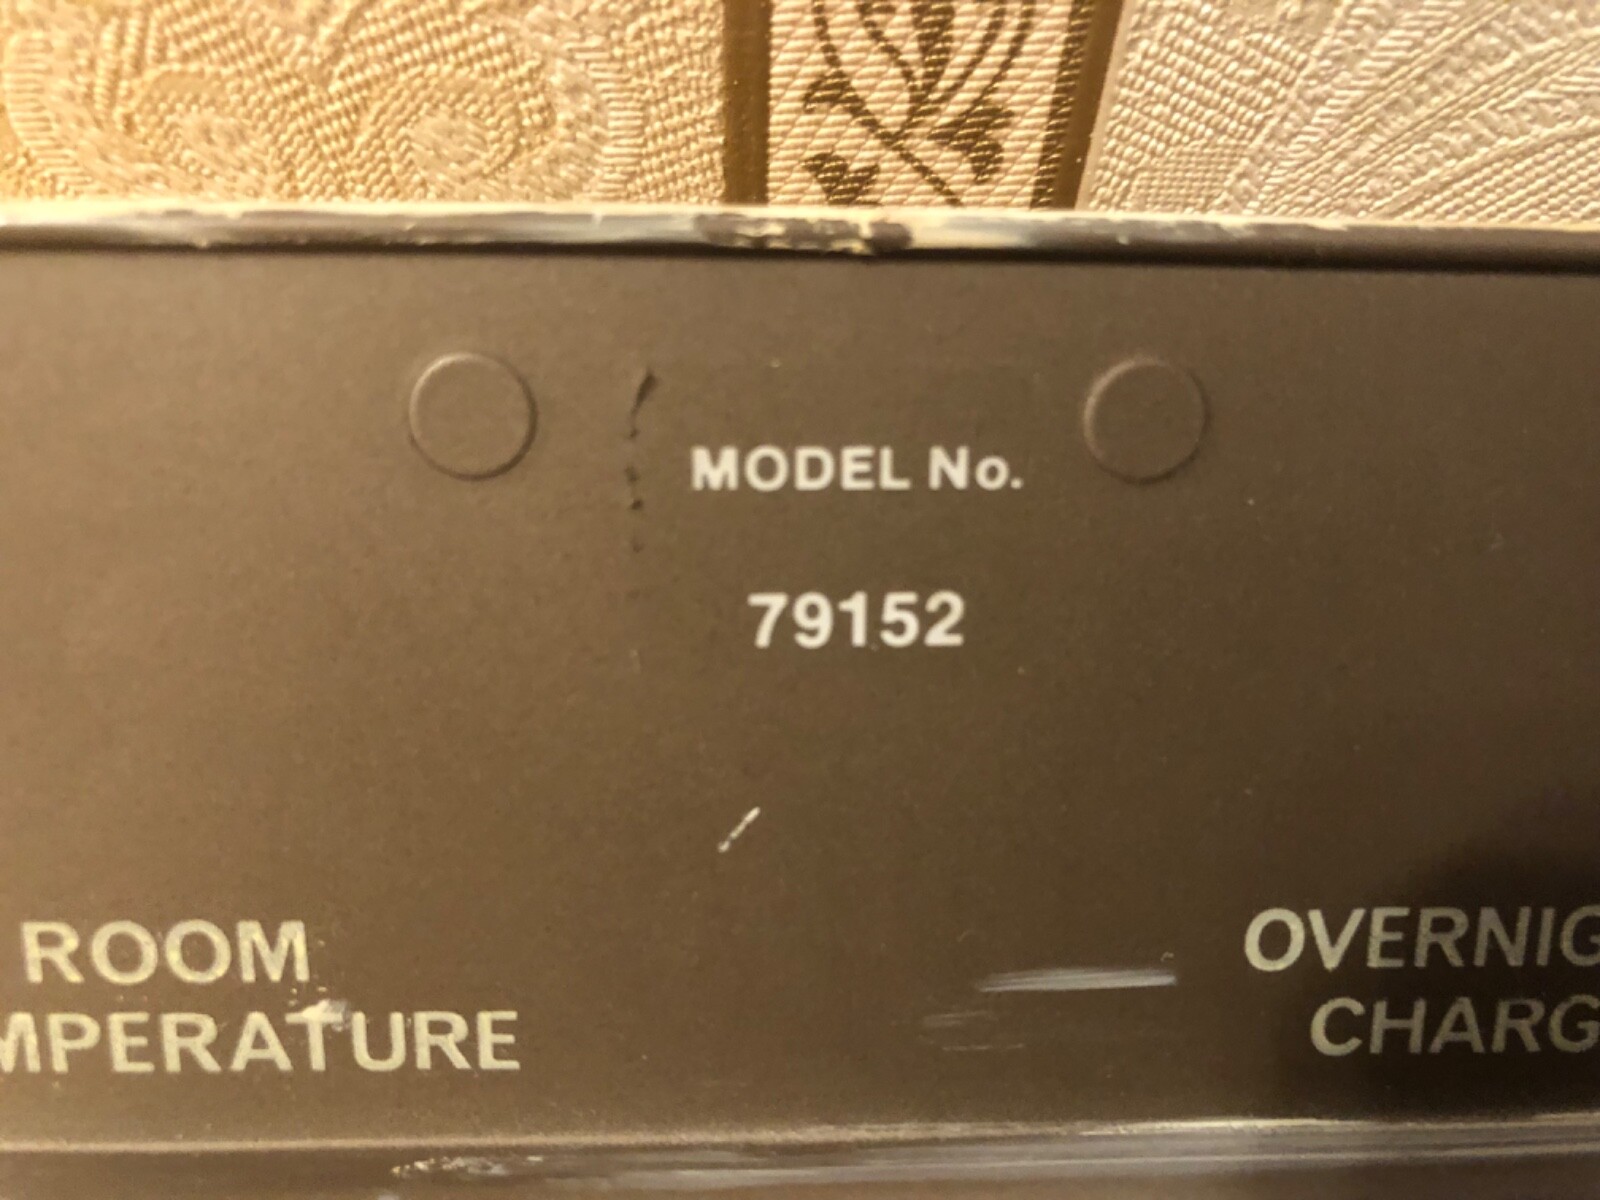 MODEL No.
79152
ROOM
MPERATURE
OVERNIG
CHARG